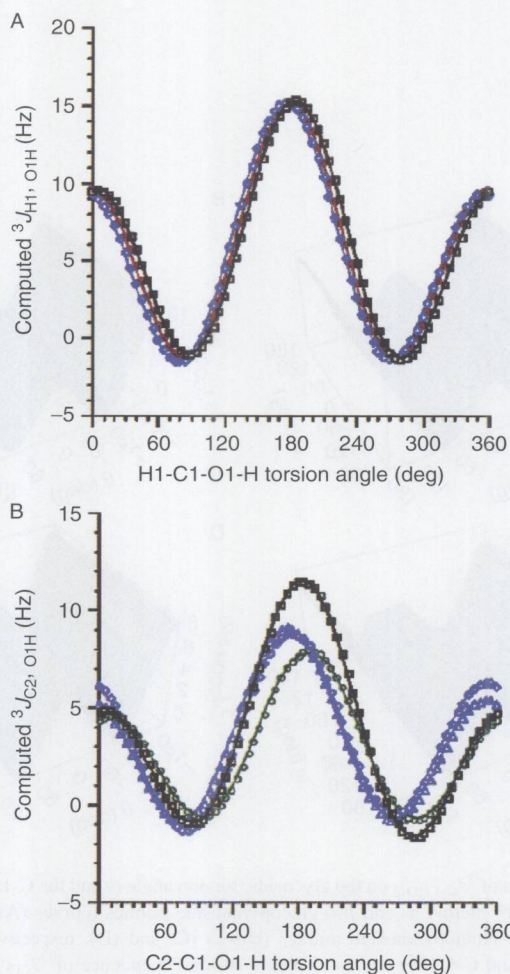 A
20
15
10
5
0
−5
Computed ³J_H1, O1H (Hz)
0 60 120 180 240 300 360
H1-C1-O1-H torsion angle (deg)
B
15
10
5
0
−5
Computed ³J_C2, O1H (Hz)
0 60 120 180 240 300 360
C2-C1-O1-H torsion angle (deg)